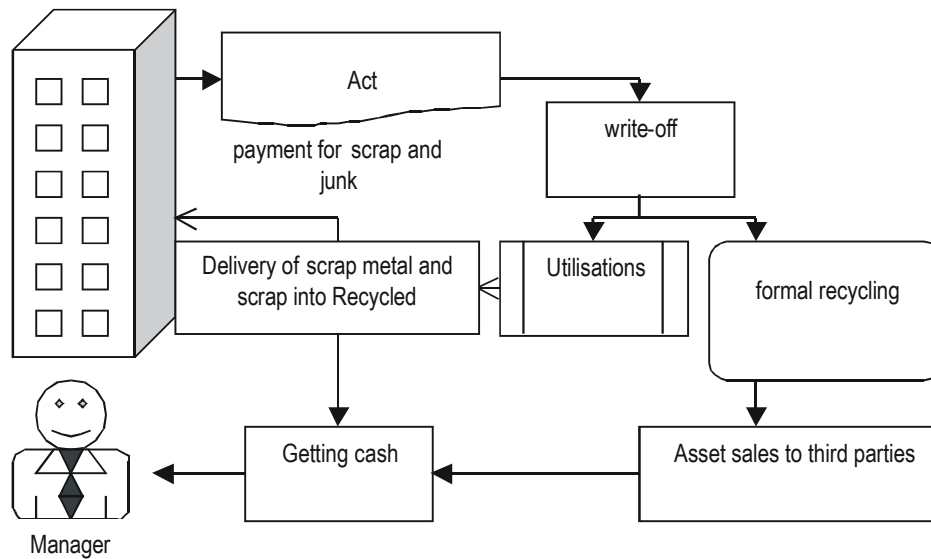 Act
payment for scrap and
junk
write-off
Delivery of scrap metal and
scrap into Recycled
Utilisations
formal recycling
Getting cash
Asset sales to third parties
Manager